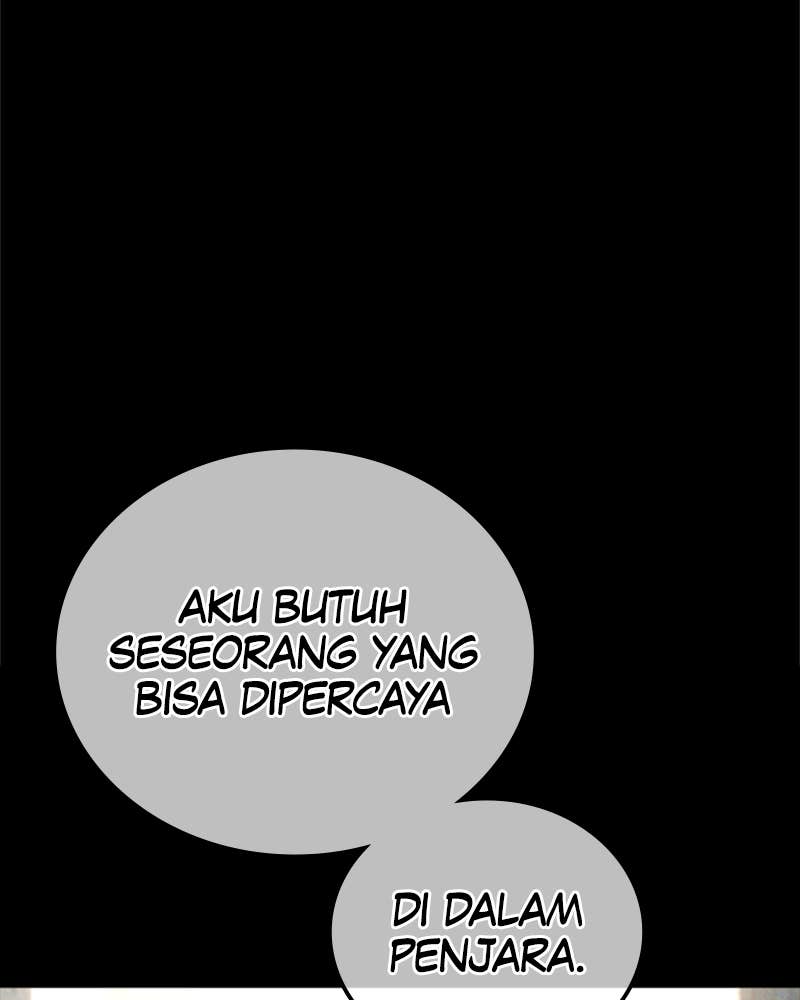 AKU BUTUH
SESEORANG YANG
BISA DIPERCAYA
DI DALAM
PENJARA.